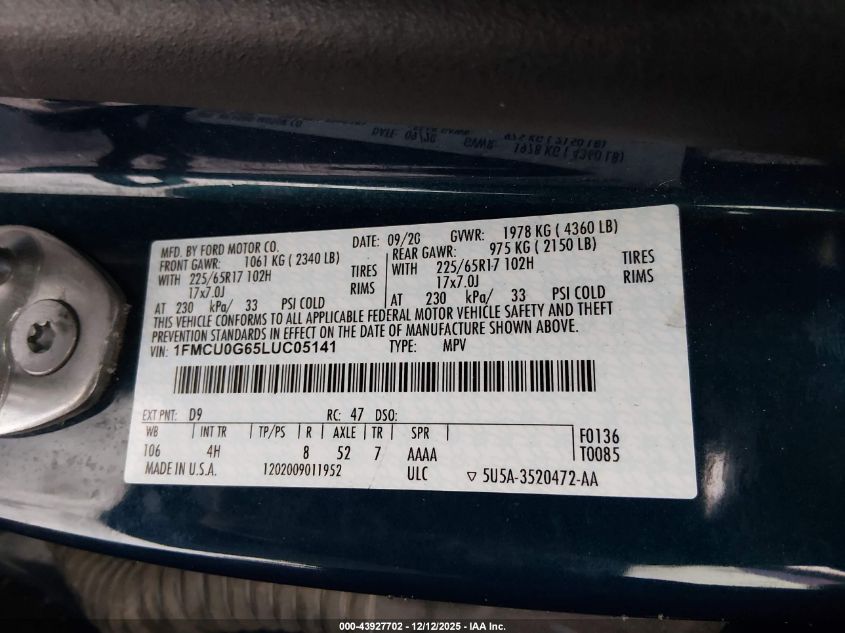 MFD. BY FORD MOTOR CO. DATE: 09/20 GVWR: 1978 KG ( 4360 LB)
FRONT GAWR: 1061 KG ( 2340 LB) REAR GAWR: 975 KG ( 2150 LB)
WITH 225/65R17 102H TIRES WITH 225/65R17 102H TIRES
17x7.0J RIMS 17x7.0J RIMS
AT 230 kPa/ 33 PSI COLD AT 230 kPa/ 33 PSI COLD
THIS VEHICLE CONFORMS TO ALL APPLICABLE FEDERAL MOTOR VEHICLE SAFETY AND THEFT
PREVENTION STANDARDS IN EFFECT ON THE DATE OF MANUFACTURE SHOWN ABOVE.
VIN: 1FMCU0G65LUC05141 TYPE: MPV
EXT PNT: D9 RC: 47 DSO:
WB INT TR TP/PS R AXLE TR SPR F0136
106 4H 8 52 7 AAAA T0085
MADE IN U.S.A. 1202009011952 ULC ▽ 5U5A-3520472-AA
000-43927702 - 12/12/2025 - IAA Inc.